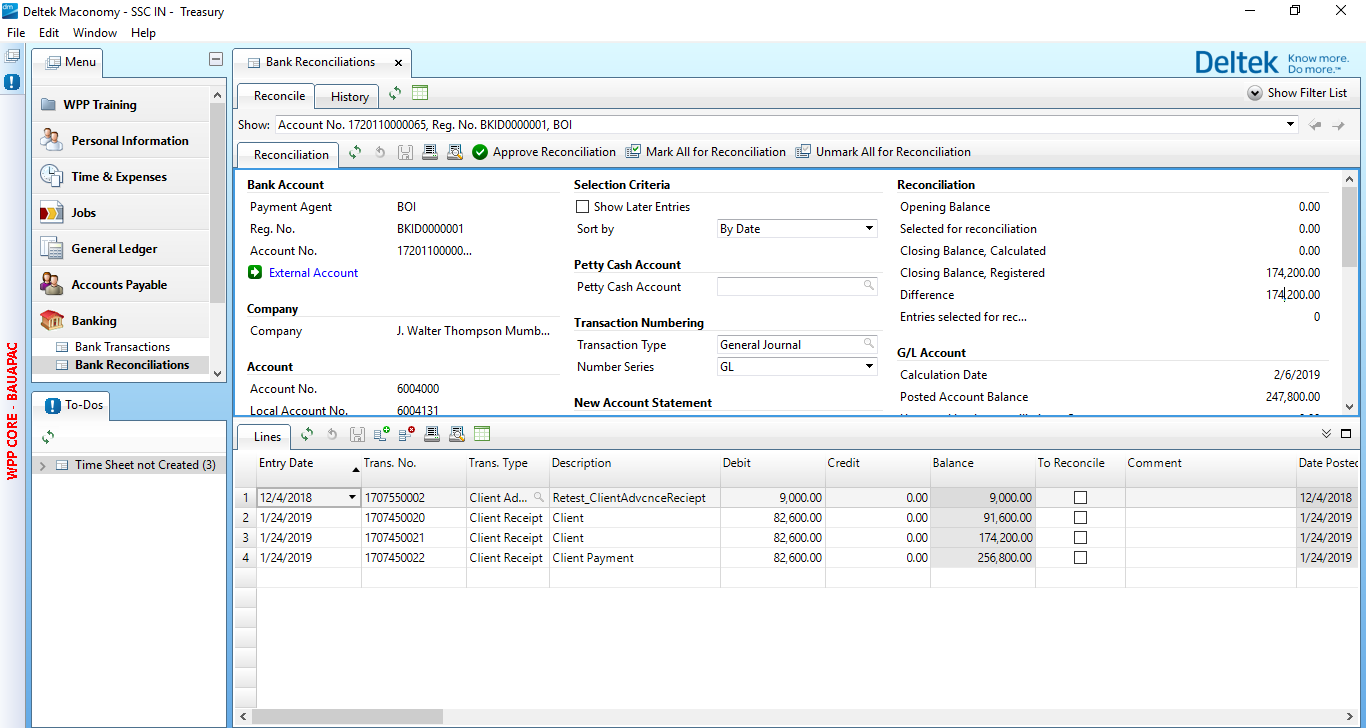 Deltek Maconomy - SSC IN - Treasury
File Edit Window Help
Menu
WPP Training
Personal Information
Time & Expenses
Jobs
General Ledger
Accounts Payable
Banking
Bank Transactions
Bank Reconciliations
To-Dos
Time Sheet not Created (3)
WPP CORE - BAUAPAC
Bank Reconciliations
Deltek Know more.
Do more.™
Reconcile History
Show Filter List
Show: Account No. 1720110000065, Reg. No. BKID0000001, BOI
Reconciliation Approve Reconciliation Mark All for Reconciliation Unmark All for Reconciliation
Bank Account
Payment Agent BOI
Reg. No. BKID0000001
Account No. 17201100000...
External Account
Company
Company J. Walter Thompson Mumb...
Account
Account No. 6004000
Local Account No. 6004131
Selection Criteria
Show Later Entries
Sort by By Date
Petty Cash Account
Petty Cash Account
Transaction Numbering
Transaction Type General Journal
Number Series GL
New Account Statement
Reconciliation
Opening Balance 0.00
Selected for reconciliation 0.00
Closing Balance, Calculated 0.00
Closing Balance, Registered 174,200.00
Difference 174,200.00
Entries selected for rec... 0
G/L Account
Calculation Date 2/6/2019
Posted Account Balance 247,800.00
Lines
Entry Date Trans. No. Trans. Type Description Debit Credit Balance To Reconcile Comment Date Posted
1 12/4/2018 1707550002 Client Ad... Retest_ClientAdvcnceReciept 9,000.00 0.00 9,000.00 12/4/2018
2 1/24/2019 1707450020 Client Receipt Client 82,600.00 0.00 91,600.00 1/24/2019
3 1/24/2019 1707450021 Client Receipt Client 82,600.00 0.00 174,200.00 1/24/2019
4 1/24/2019 1707450022 Client Receipt Client Payment 82,600.00 0.00 256,800.00 1/24/2019